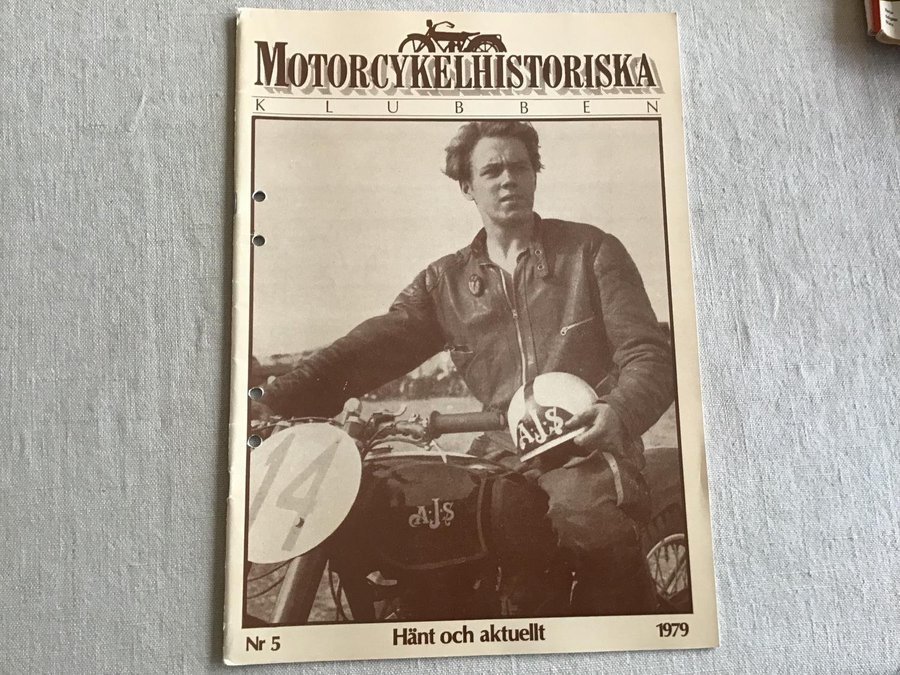 MOTORCYKELHISTORISKA
KLUBBEN
AJS
14
AJS
Nr 5
Hänt och aktuellt
1979